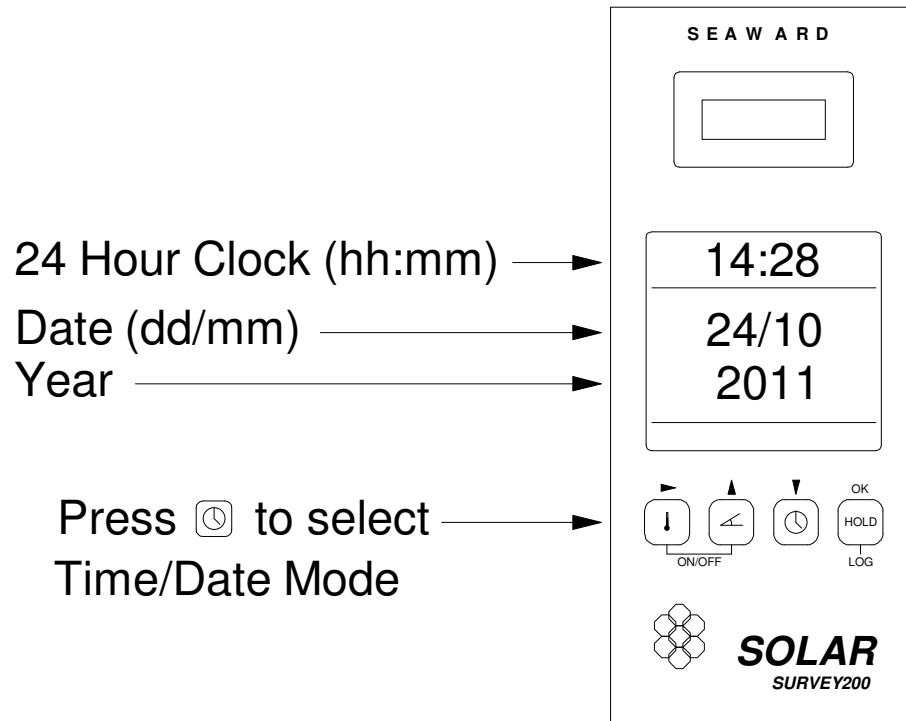 SEAWARD
24 Hour Clock (hh:mm)
14:28
Date (dd/mm)
24/10
Year
2011
Press to select
Time/Date Mode
OK
HOLD
ON/OFF
LOG
SOLAR
SURVEY200